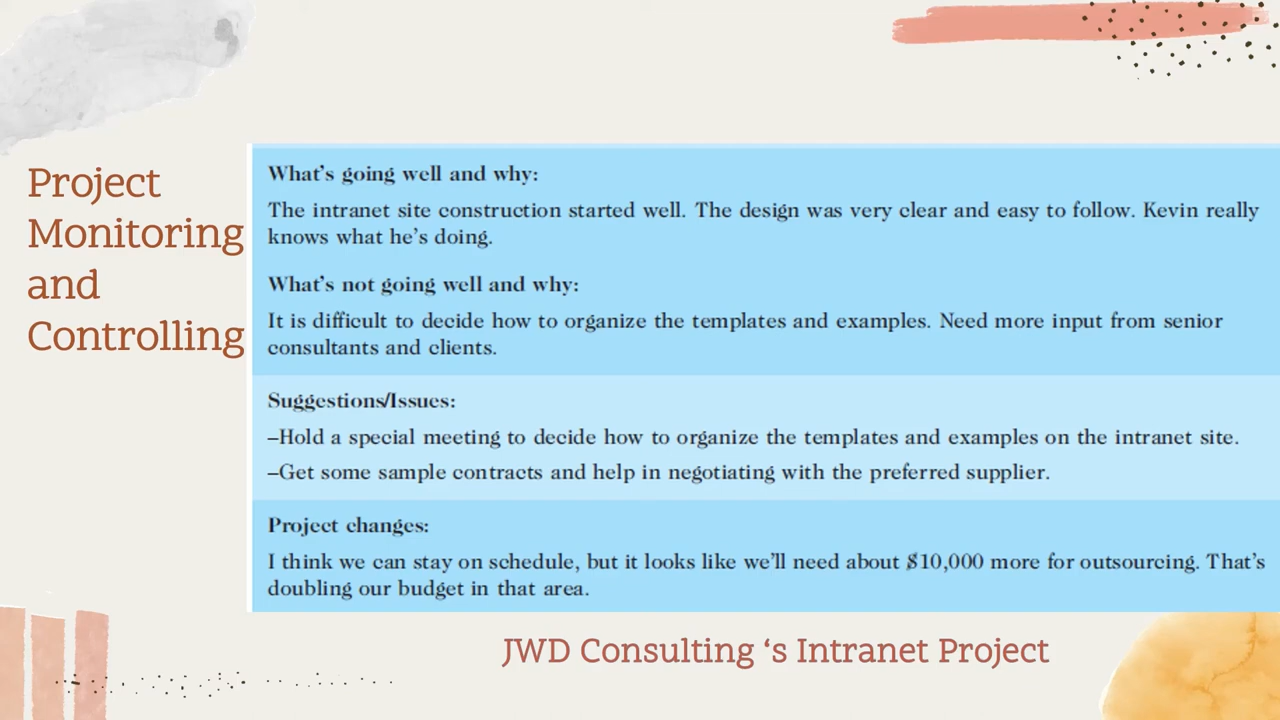 Project
Monitoring
and
Controlling
What's going well and why:
The intranet site construction started well. The design was very clear and easy to follow. Kevin really
knows what he's doing.
What's not going well and why:
It is difficult to decide how to organize the templates and examples. Need more input from senior
consultants and clients.
Suggestions/Issues:
–Hold a special meeting to decide how to organize the templates and examples on the intranet site.
–Get some sample contracts and help in negotiating with the preferred supplier.
Project changes:
I think we can stay on schedule, but it looks like we'll need about $10,000 more for outsourcing. That's
doubling our budget in that area.
JWD Consulting ‘s Intranet Project